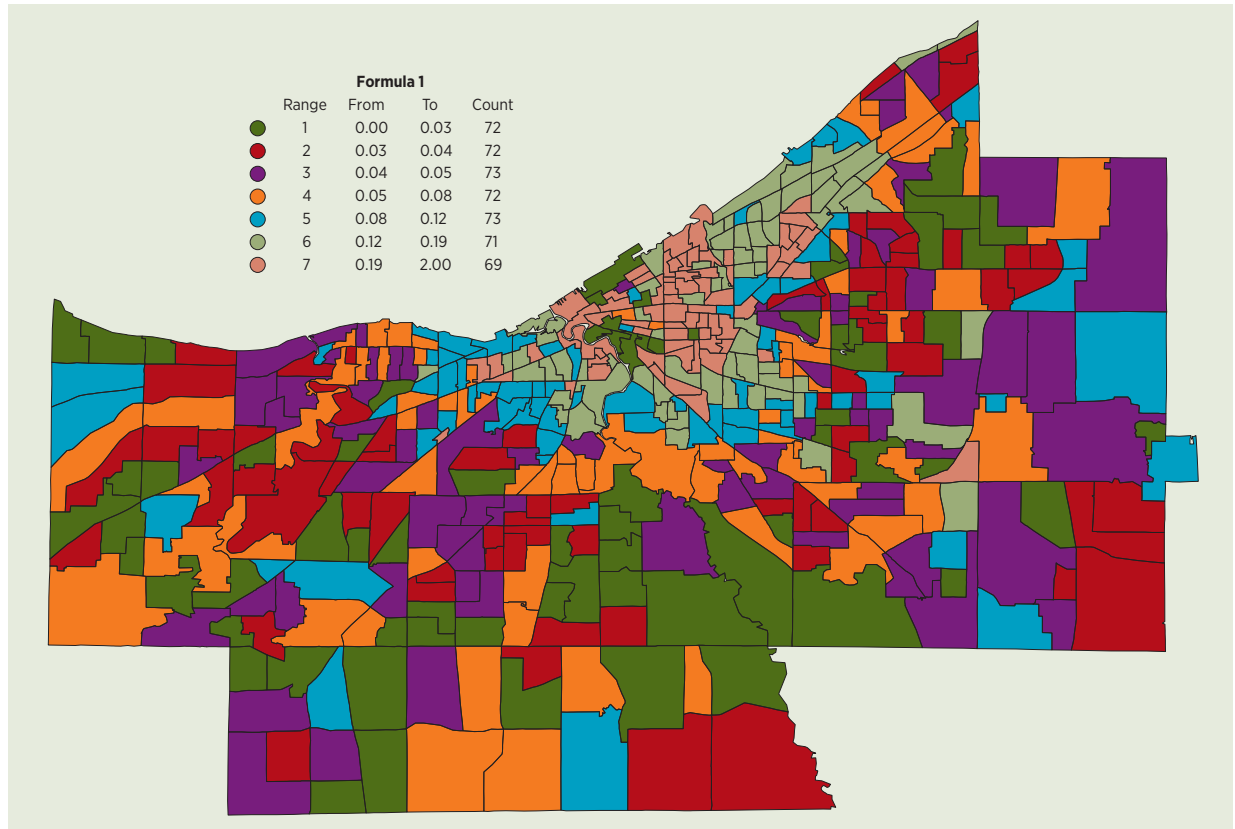 Formula 1
Range From To Count
1 0.00 0.03 72
2 0.03 0.04 72
3 0.04 0.05 73
4 0.05 0.08 72
5 0.08 0.12 73
6 0.12 0.19 71
7 0.19 2.00 69